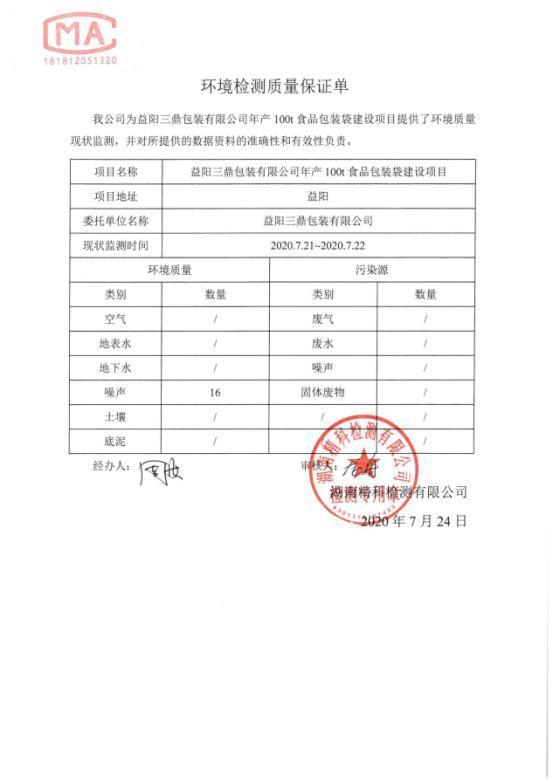 MA
181812051320
环境检测质量保证单
我公司为益阳三鼎包装有限公司年产 100t 食品包装袋建设项目提供了环境质量
现状监测，并对所提供的数据资料的准确性和有效性负责。
项目名称 益阳三鼎包装有限公司年产 100t 食品包装袋建设项目
项目地址 益阳
委托单位名称 益阳三鼎包装有限公司
现状监测时间 2020.7.21~2020.7.22
环境质量 污染源
类别 数量 类别 数量
空气 / 废气 /
地表水 / 废水 /
地下水 / 噪声 /
噪声 16 固体废物 /
土壤 / / /
底泥 / /
经办人： 审核人：
湖南精科检测有限公司
检测专用章
湖南精科检测有限公司
2020 年 7 月 24 日